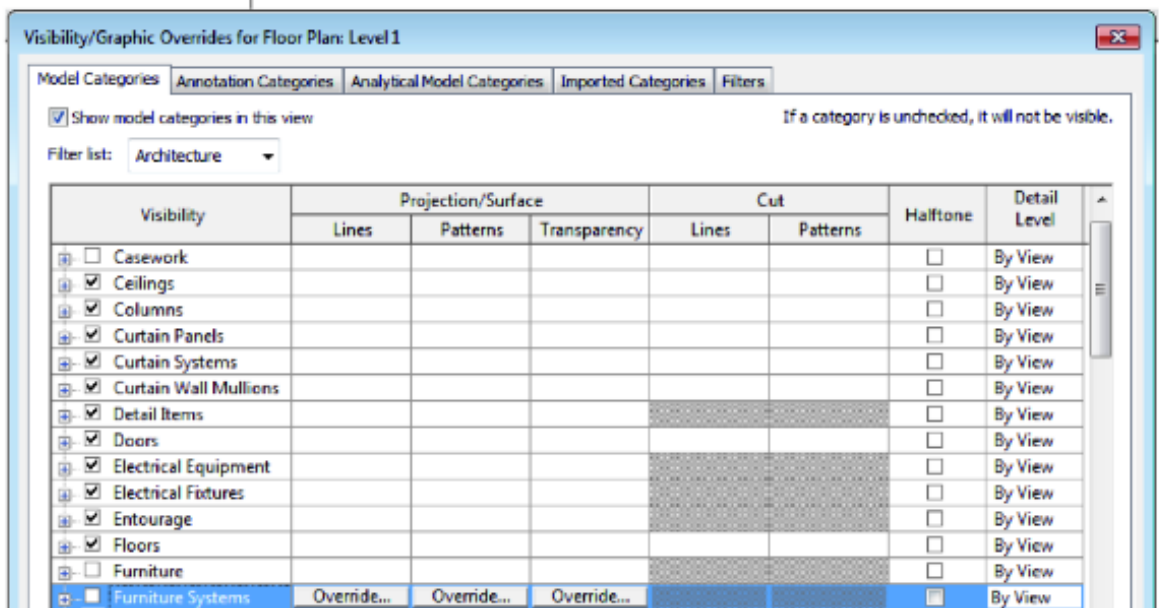 Visibility/Graphic Overrides for Floor Plan: Level 1
Model Categories Annotation Categories Analytical Model Categories Imported Categories Filters
Show model categories in this view If a category is unchecked, it will not be visible.
Filter list: Architecture
Visibility Projection/Surface Cut Halftone Detail Level
Lines Patterns Transparency Lines Patterns
Casework By View
Ceilings By View
Columns By View
Curtain Panels By View
Curtain Systems By View
Curtain Wall Mullions By View
Detail Items By View
Doors By View
Electrical Equipment By View
Electrical Fixtures By View
Entourage By View
Floors By View
Furniture By View
Furniture Systems Override... Override... Override... By View